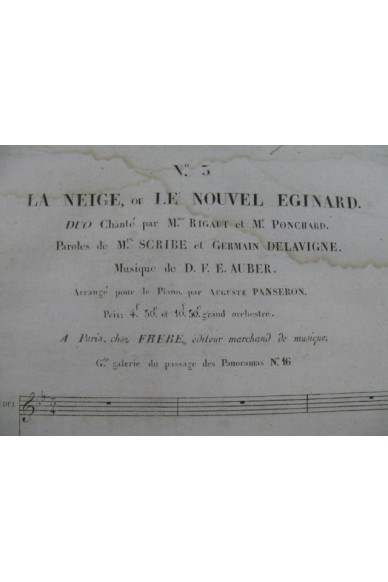 N.º 5
LA NEIGE, ou LE NOUVEL EGINARD.
DUO Chanté par M.me RIGAUT et M.r PONCHARD.
Paroles de M.rs SCRIBE et GERMAIN DELAVIGNE.
Musique de D. F. E. AUBER.
Arrangé pour le Piano, par AUGUSTE PANSERON.
Prix: 4.f 50.c et 10.f 50.c grand orchestre.
A Paris, chez FRERE, éditeur marchand de musique,
G.de galerie du passage des Panoramas N.º 16